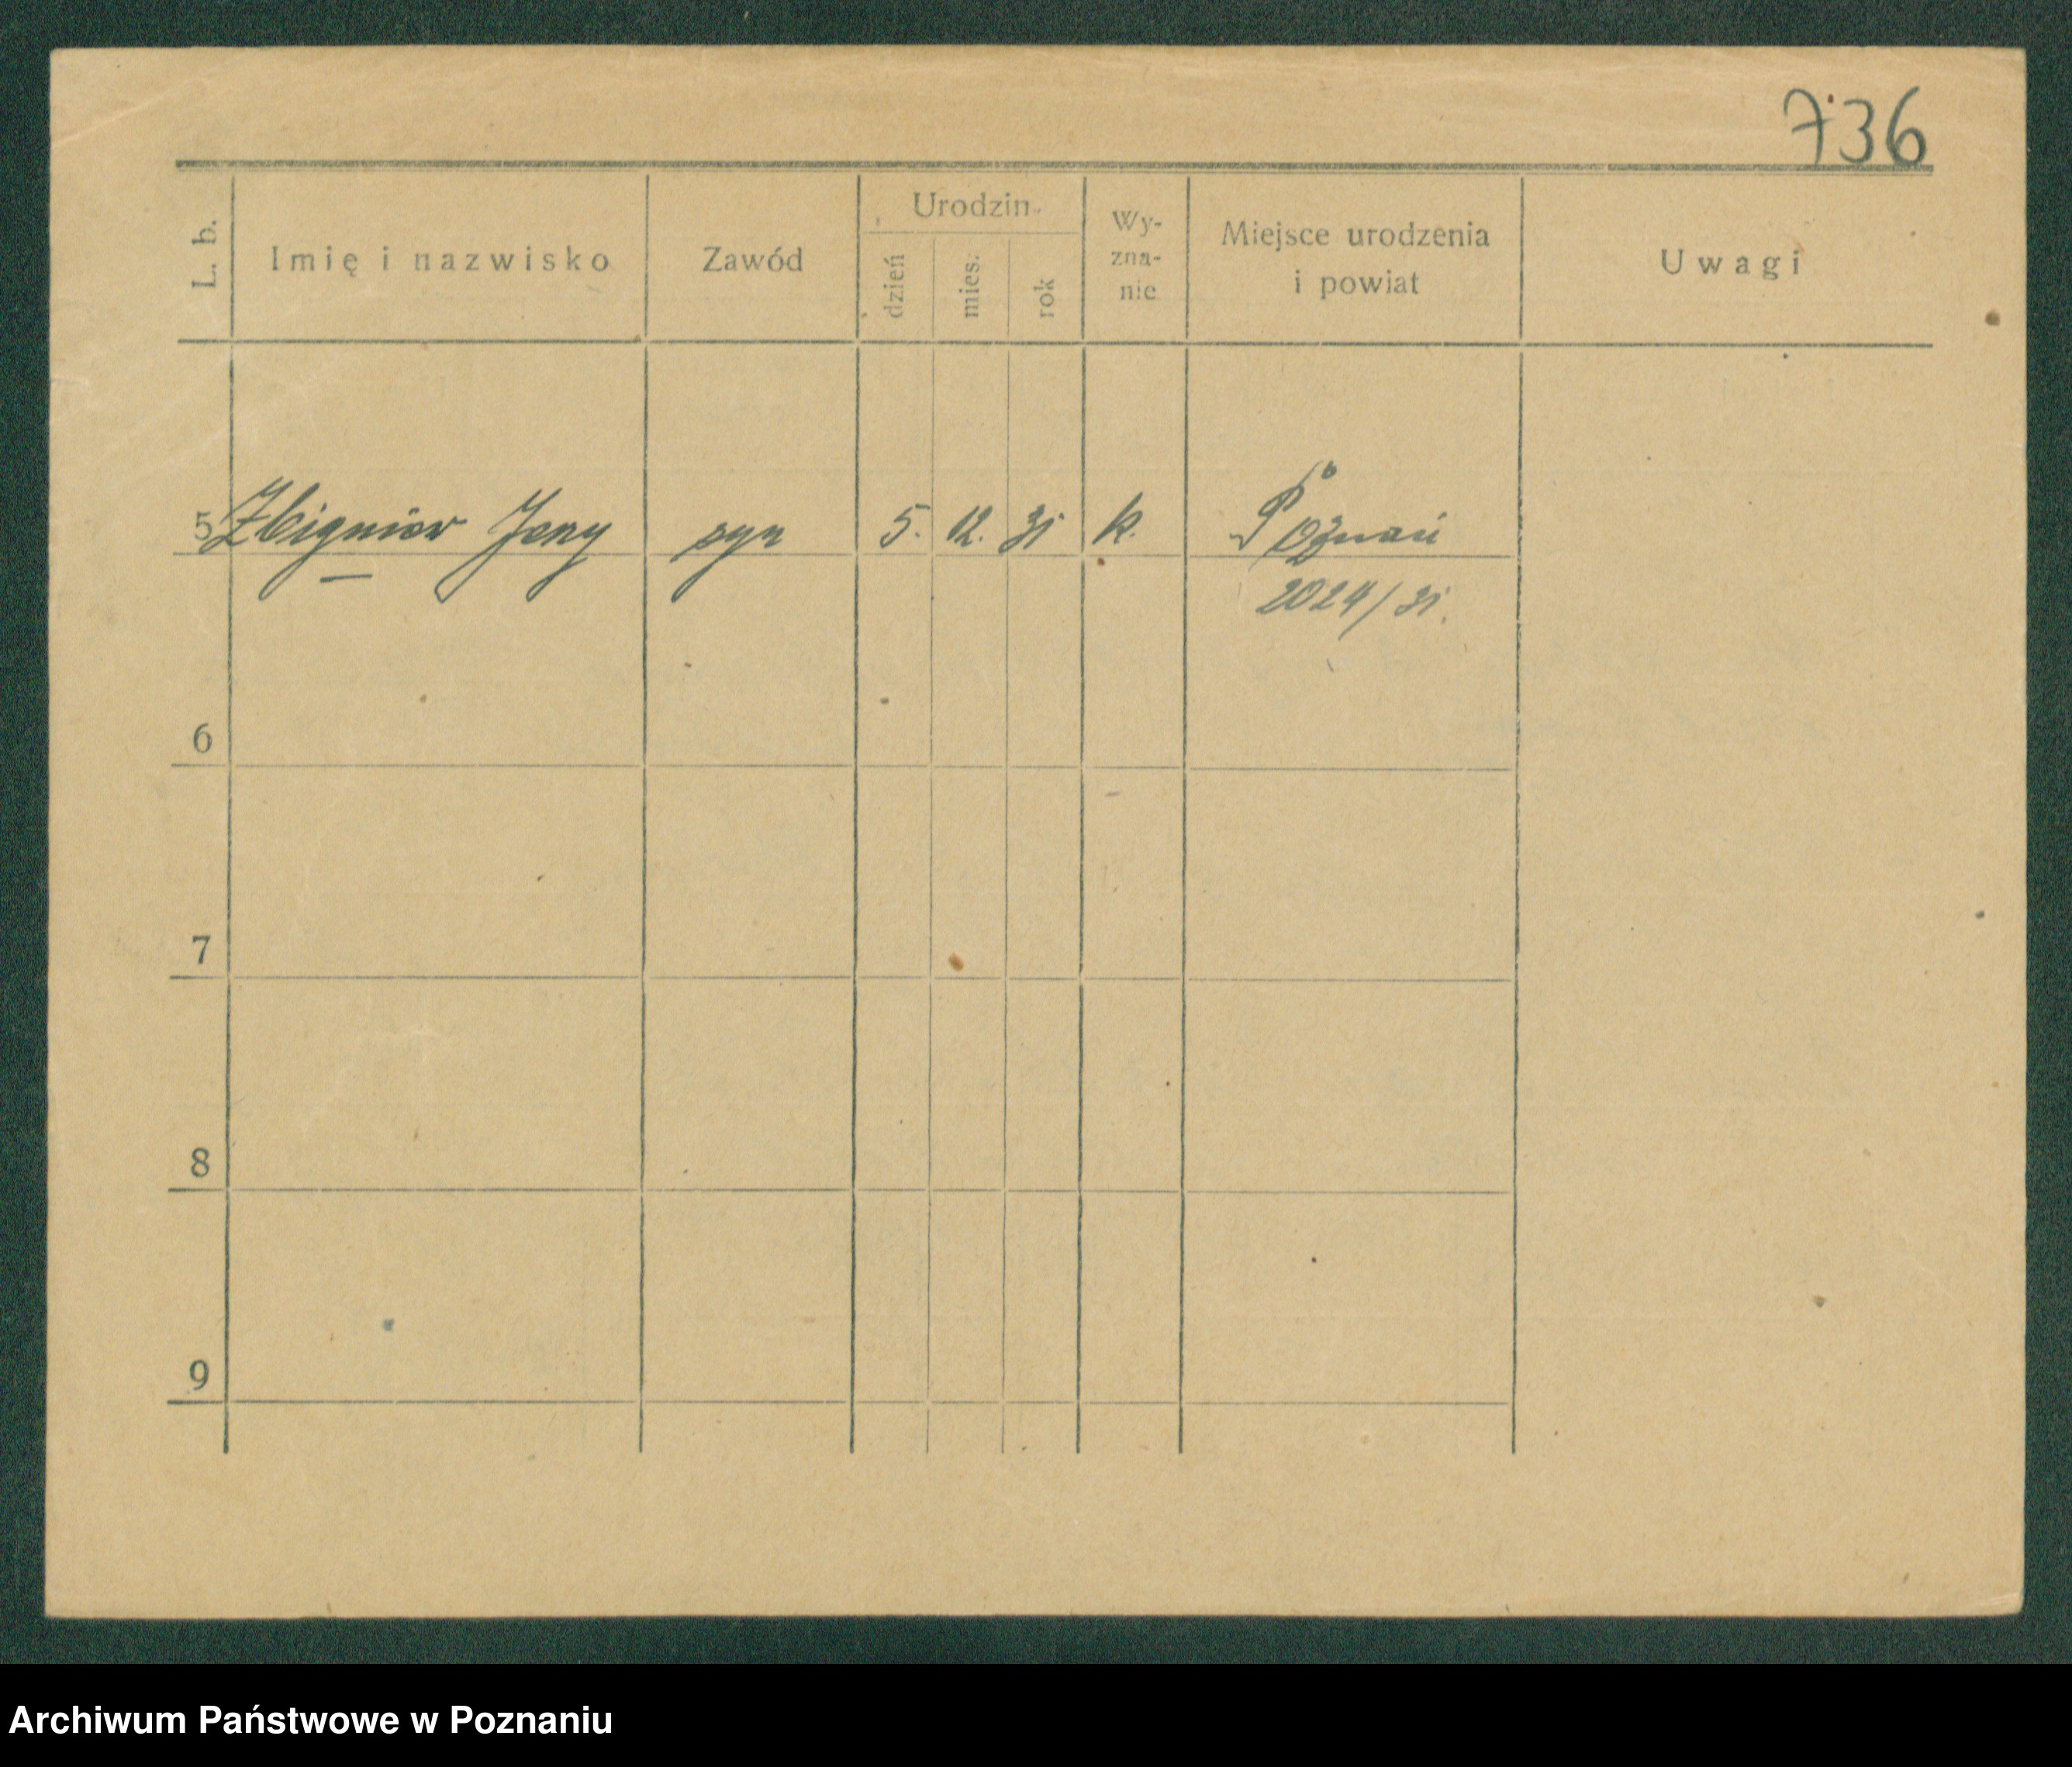 736
L. b.
Imię i nazwisko
Zawód
Urodzin
dzień
mies.
rok
Wy-
zna-
nie
Miejsce urodzenia
i powiat
Uwagi
5 Zbigniew Jerzy syn 5. 12. 31 k. Poznań
2024/31.
6
7
8
9
Archiwum Państwowe w Poznaniu